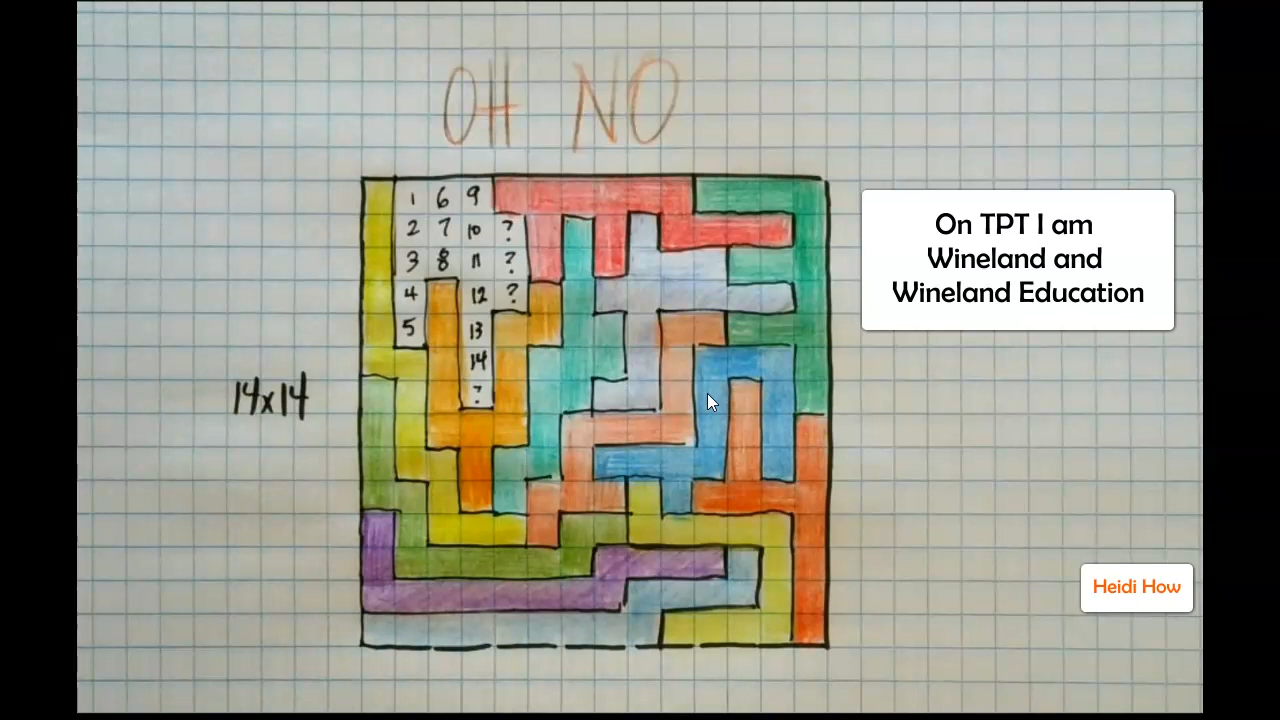 OH NO
1 6 9
2 7 10 ?
3 8 11 ?
4 12 ?
5 13
14
?
14x14
On TPT I am
Wineland and
Wineland Education
Heidi How